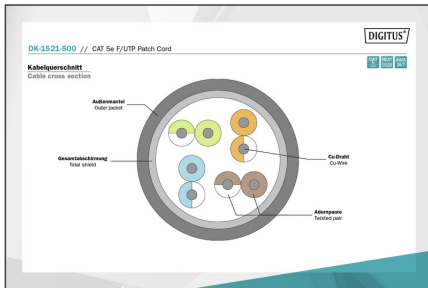 DIGITUS
DK-1521-500 // CAT 5e F/UTP Patch Cord
Kabelquerschnitt
Cable cross section
Außenmantel
Outer jacket
Gesamtabschirmung
Total shield
Cu-Draht
Cu-Wire
Adernpaare
Twisted pair